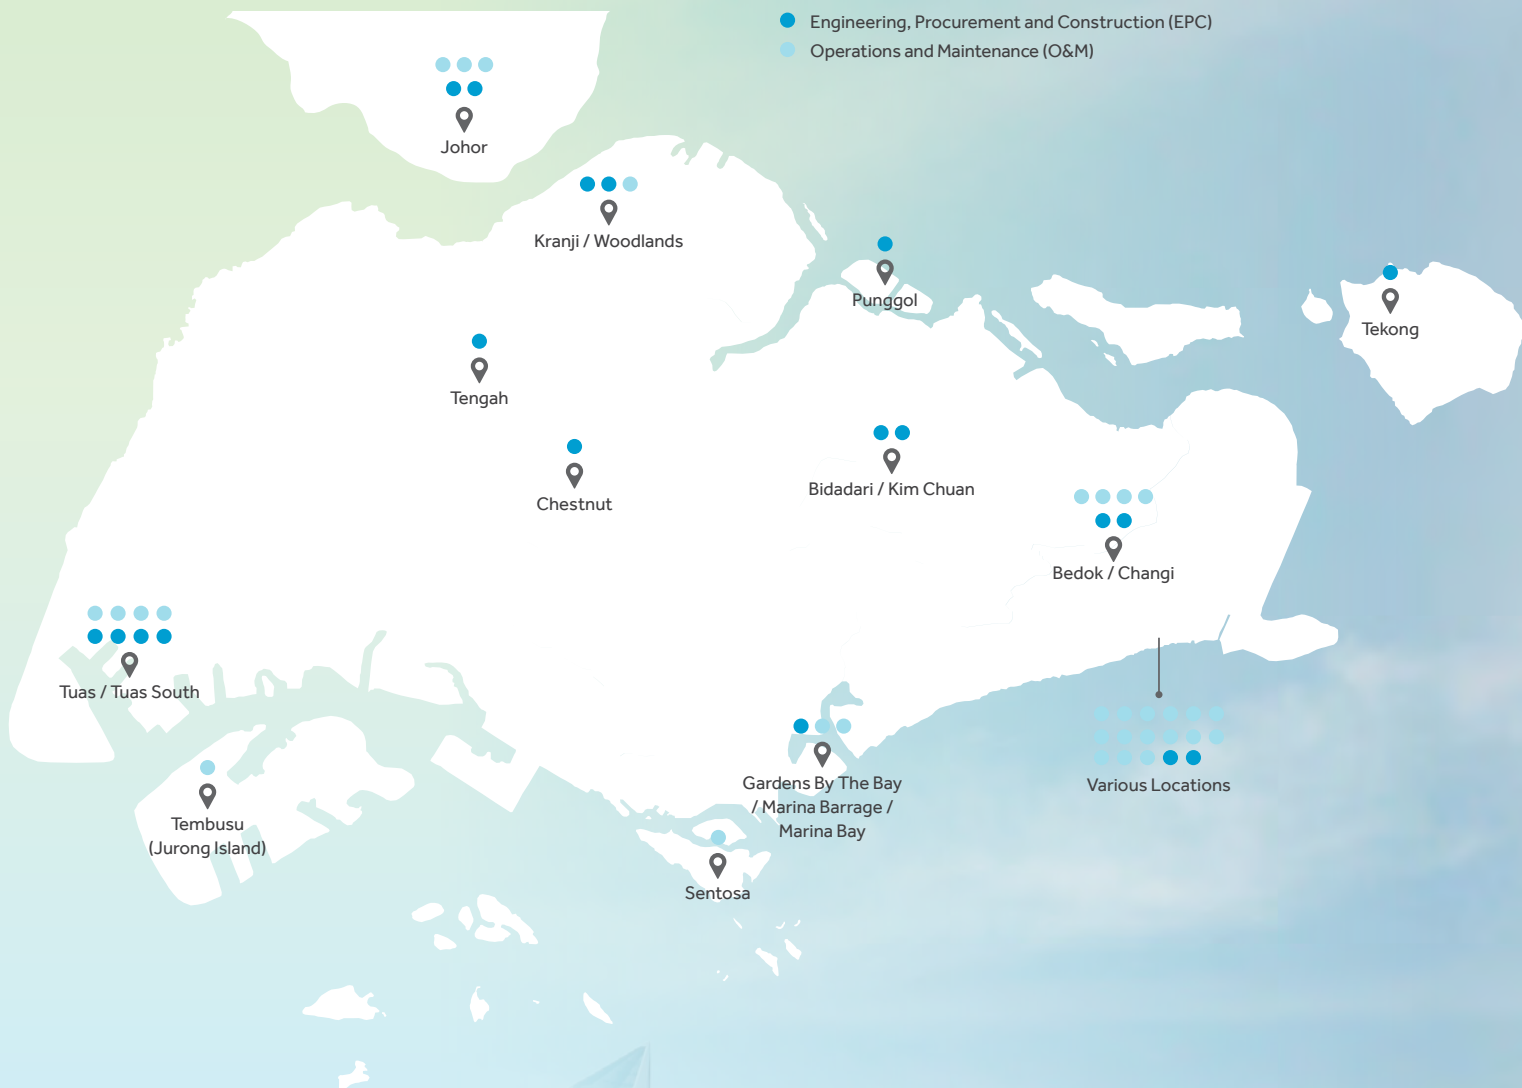 Engineering, Procurement and Construction (EPC)
Operations and Maintenance (O&M)
Johor
Kranji / Woodlands
Punggol
Tekong
Tengah
Bidadari / Kim Chuan
Chestnut
Bedok / Changi
Tuas / Tuas South
Gardens By The Bay
/ Marina Barrage /
Marina Bay
Various Locations
Tembusu
(Jurong Island)
Sentosa